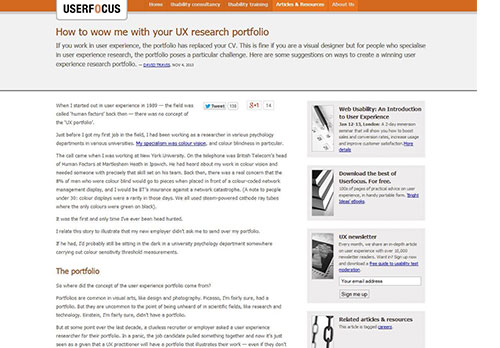 USERFOCUS
Usability consultancy
Usability training
Articles & Resources
About Us
How to wow me with your UX research portfolio
If you work in user experience, the portfolio has replaced your CV. This is fine if you are a visual designer but for people who specialise
in user experience research, the portfolio poses a particular challenge. Here are some suggestions on ways to create a winning user
experience research portfolio. — DAVID TRAVIS, NOV 4, 2013
When I started out in user experience in 1989 — the field was
called 'human factors' back then — there was no concept of
the 'UX portfolio'.
Tweet
+1
14
Just before I got my first job in the field, I had been working as a researcher in various psychology
departments in various universities. My specialism was colour vision, and colour blindness in particular.
The call came when I was working at New York University. On the telephone was British Telecom's head
of Human Factors at Martlesham Heath in Ipswich. He had heard about my work in colour vision and
needed someone with precisely that skill set in his team. Back then, there was a real concern that the
8% of men who were colour blind would go to pieces when placed in front of a colour-coded network
management display, and I would be BT's insurance against a network catastrophe. (A note to people
under 30: colour displays were a rarity in those days. We all used steam-powered cathode ray tubes
where the only colours were green on black).
It was the first and only time I've ever been head hunted.
I relate this story to illustrate that my new employer didn't ask me to send over my portfolio.
If he had, I'd probably still be sitting in the dark in a university psychology department somewhere
carrying out colour sensitivity threshold measurements.
The portfolio
So where did the concept of the user experience portfolio come from?
Portfolios are common in visual arts, like design and photography. Picasso, I'm fairly sure, had a
portfolio. But they are uncommon to the point of being unheard of in scientific fields, like research and
technology. Einstein, I'm fairly sure, didn't have a portfolio.
But at some point over the last decade, a clueless recruiter or employer asked a user experience
researcher for their portfolio. In a panic, the job candidate pulled something together and now it's just
seen as a given that a UX practitioner will have a portfolio that illustrates their work — even if they don't
Web Usability: An Introduction
to User Experience
Jan 12-13, London: A 2-day immersion
seminar that will show you how to boost
sales and conversion rates, increase usage
and improve customer satisfaction. More
details
Download the best of
Userfocus. For free.
100s of pages of practical advice on user
experience, in handy portable form. 'Bright
Ideas' eBooks.
UX newsletter
Every month, we share an in-depth article
on user experience with over 10,000
newsletter readers. Want in? Sign up now
and download a free guide to usability test
moderation.
Your email address
Sign me up
Related articles & resources
This article is tagged careers.